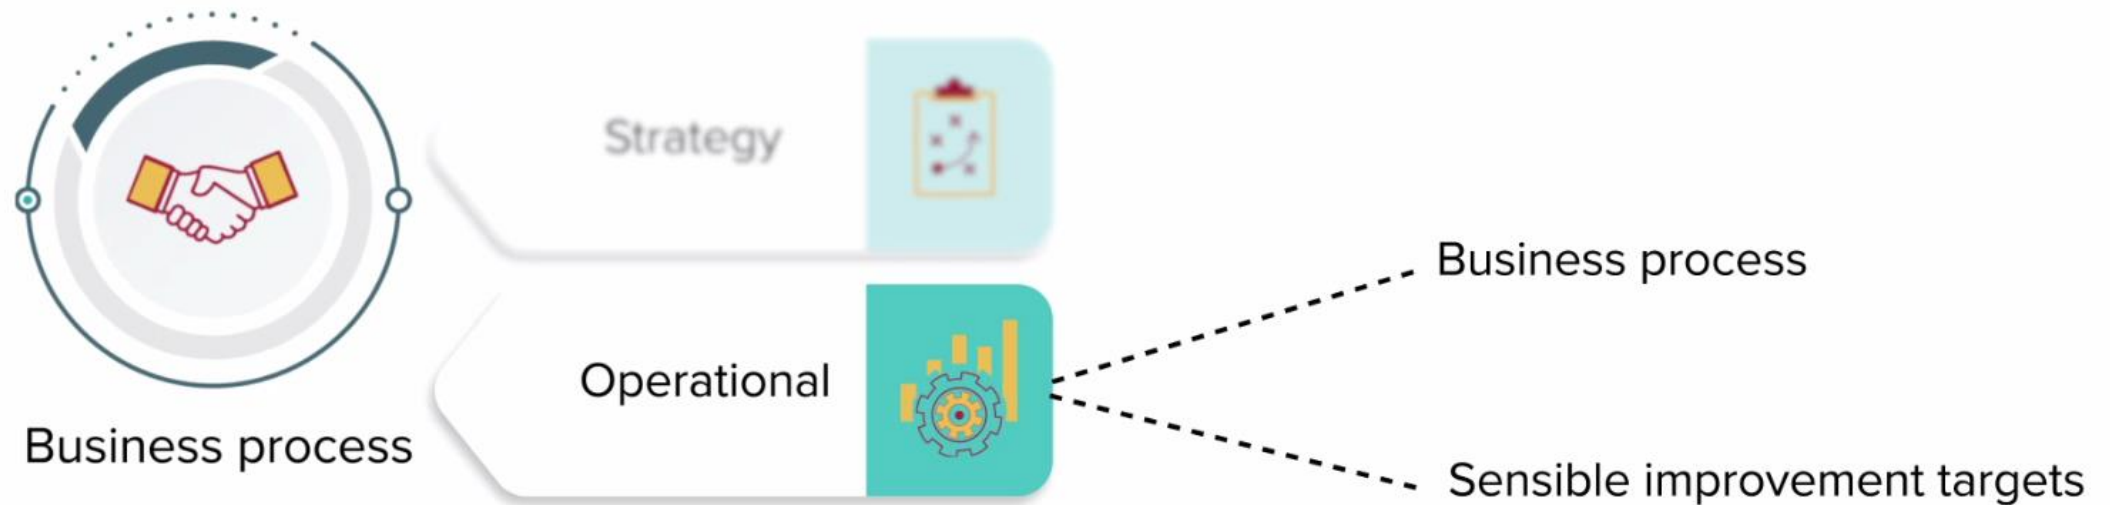 Strategy
Business process
Operational
Business process
Sensible improvement targets